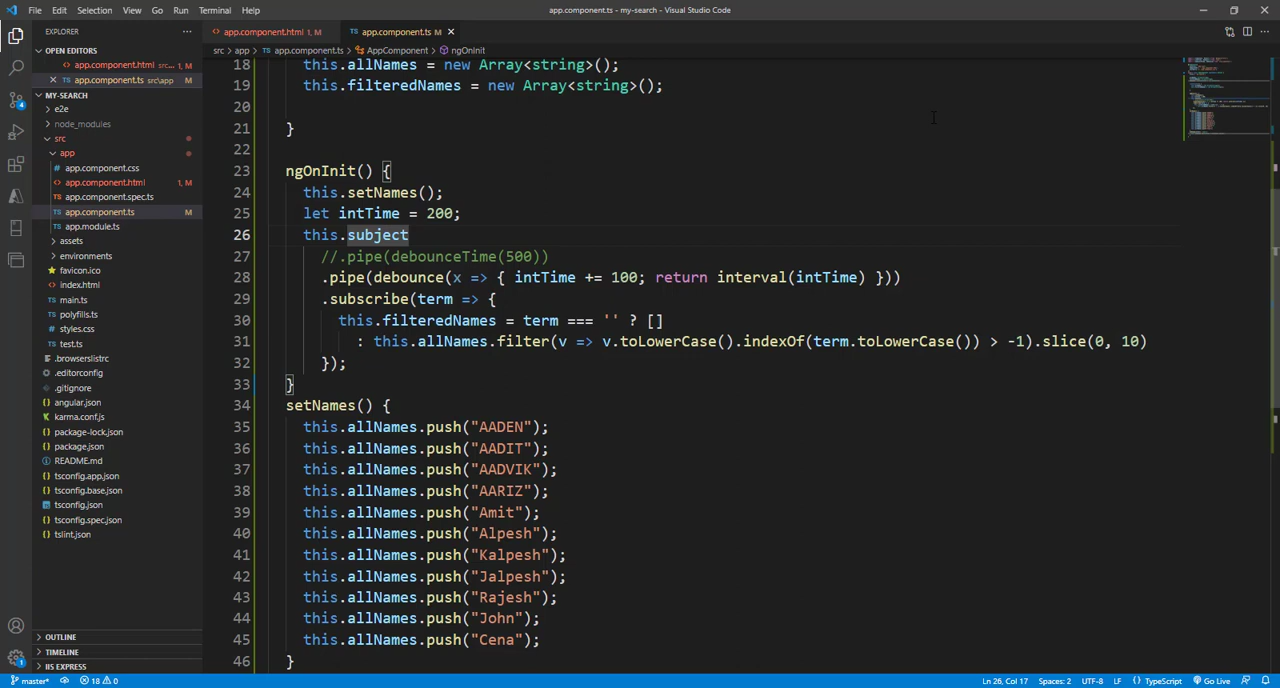 File Edit Selection View Go Run Terminal Help
app.component.ts - my-search - Visual Studio Code
EXPLORER ···
app.component.html 1, M
app.component.ts M
src > app > app.component.ts > AppComponent > ngOnInit
OPEN EDITORS
app.component.html src... 1, M
app.component.ts src\app M
MY-SEARCH
e2e
node_modules
src
app
app.component.css
app.component.html 1, M
app.component.spec.ts
app.component.ts M
app.module.ts
assets
environments
favicon.ico
index.html
main.ts
polyfills.ts
styles.css
test.ts
.browserslistrc
.editorconfig
.gitignore
angular.json
karma.conf.js
package-lock.json
package.json
README.md
tsconfig.app.json
tsconfig.base.json
tsconfig.json
tsconfig.spec.json
tslint.json
OUTLINE
TIMELINE
IIS EXPRESS
18 this.allNames = new Array<string>();
19 this.filteredNames = new Array<string>();
20
21 }
22
23 ngOnInit() {
24 this.setNames();
25 let intTime = 200;
26 this.subject
27 //.pipe(debounceTime(500))
28 .pipe(debounce(x => { intTime += 100; return interval(intTime) }))
29 .subscribe(term => {
30 this.filteredNames = term === '' ? []
31 : this.allNames.filter(v => v.toLowerCase().indexOf(term.toLowerCase()) > -1).slice(0, 10)
32 });
33 }
34 setNames() {
35 this.allNames.push("AADEN");
36 this.allNames.push("AADIT");
37 this.allNames.push("AADVIK");
38 this.allNames.push("AARIZ");
39 this.allNames.push("Amit");
40 this.allNames.push("Alpesh");
41 this.allNames.push("Kalpesh");
42 this.allNames.push("Jalpesh");
43 this.allNames.push("Rajesh");
44 this.allNames.push("John");
45 this.allNames.push("Cena");
46 }
4
1
master* 18 0
Ln 26, Col 17 Spaces: 2 UTF-8 LF {} TypeScript Go Live